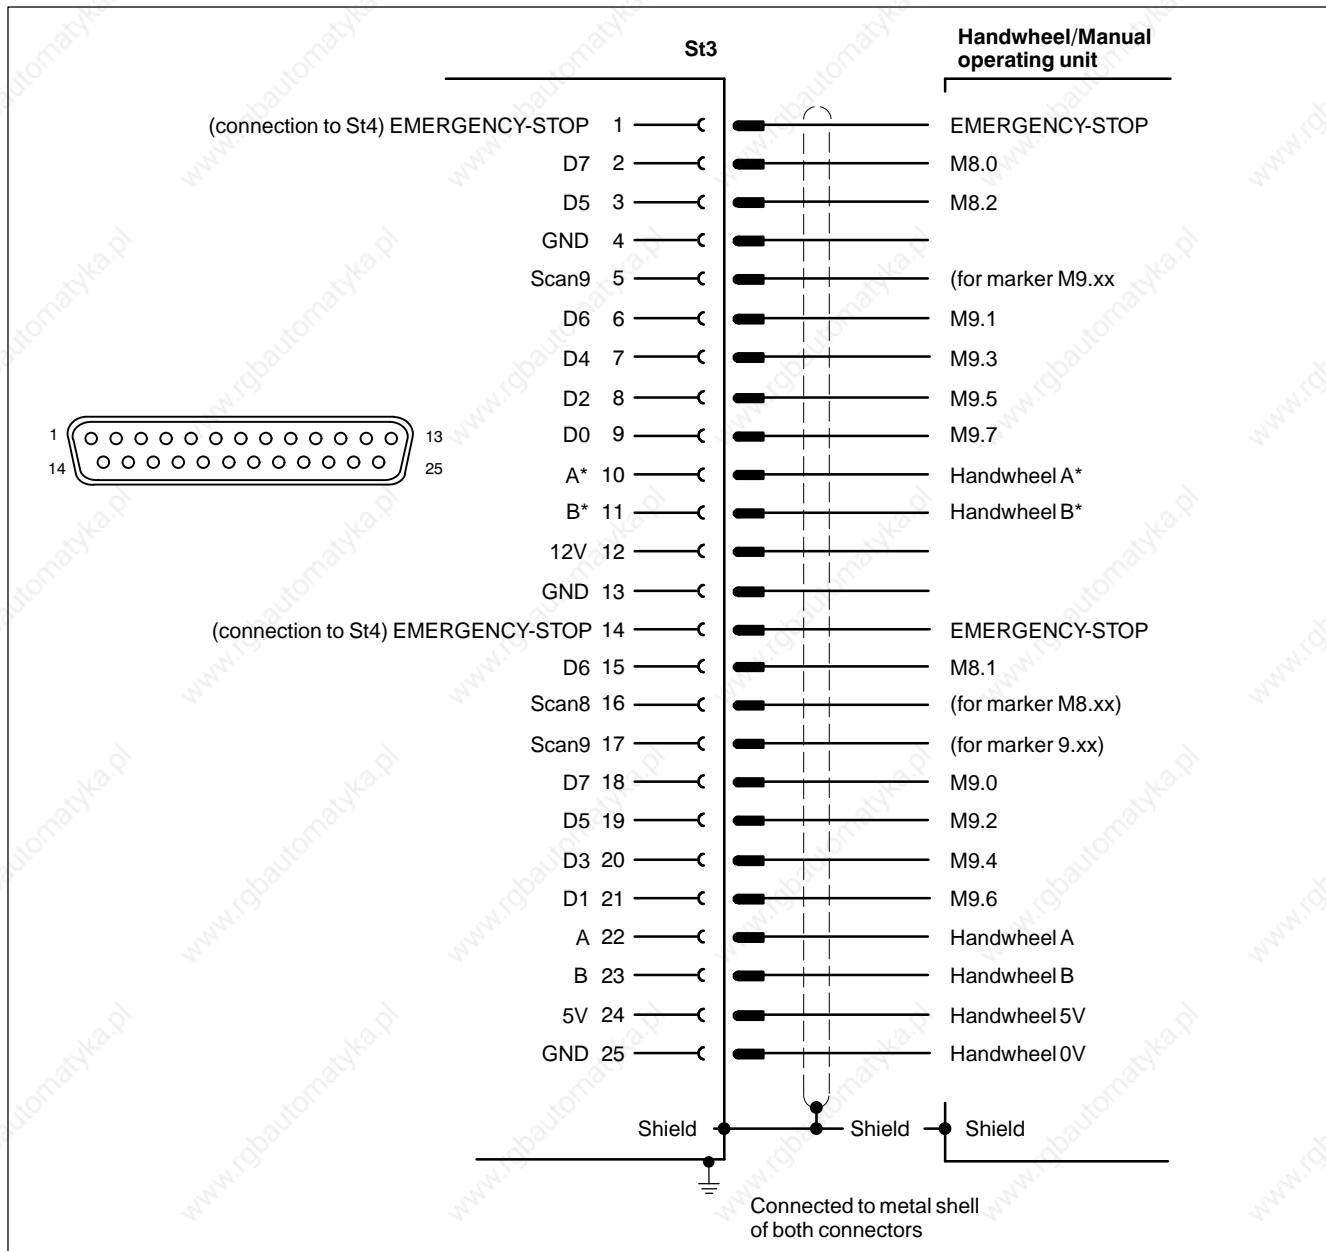 St3
Handwheel/Manual
operating unit
(connection to St4) EMERGENCY-STOP 1 EMERGENCY-STOP
D7 2 M8.0
D5 3 M8.2
GND 4
Scan9 5 (for marker M9.xx
D6 6 M9.1
D4 7 M9.3
D2 8 M9.5
D0 9 M9.7
A* 10 Handwheel A*
B* 11 Handwheel B*
12V 12
GND 13
(connection to St4) EMERGENCY-STOP 14 EMERGENCY-STOP
D6 15 M8.1
Scan8 16 (for marker M8.xx)
Scan9 17 (for marker 9.xx)
D7 18 M9.0
D5 19 M9.2
D3 20 M9.4
D1 21 M9.6
A 22 Handwheel A
B 23 Handwheel B
5V 24 Handwheel 5V
GND 25 Handwheel 0V
1 13
14 25
Shield Shield Shield
Connected to metal shell
of both connectors
www.rgbautomatyka.pl